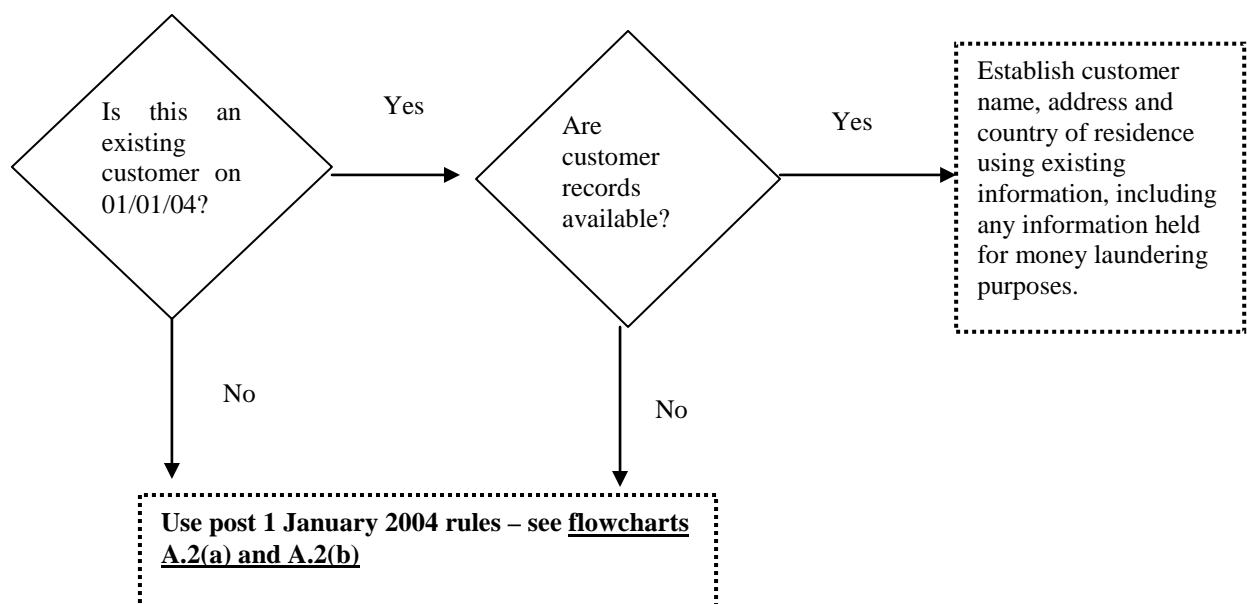 Is this an
existing
customer on
01/01/04?
Yes
Are
customer
records
available?
Yes
Establish customer
name, address and
country of residence
using existing
information, including
any information held
for money laundering
purposes.
No
No
Use post 1 January 2004 rules – see flowcharts
A.2(a) and A.2(b)